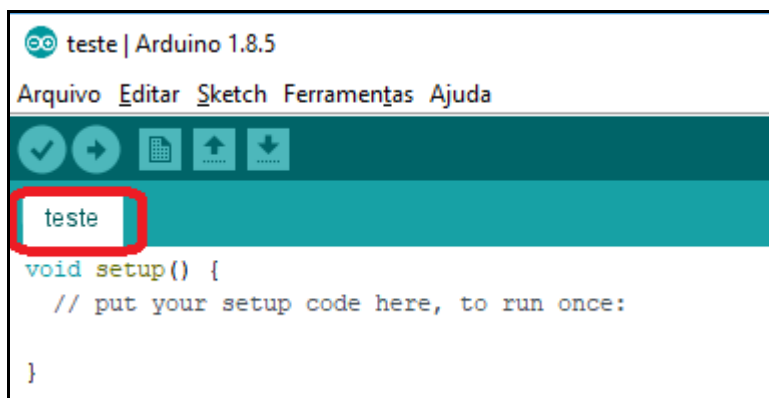 teste | Arduino 1.8.5
Arquivo Editar Sketch Ferramentas Ajuda
teste
void setup() {
// put your setup code here, to run once:
}